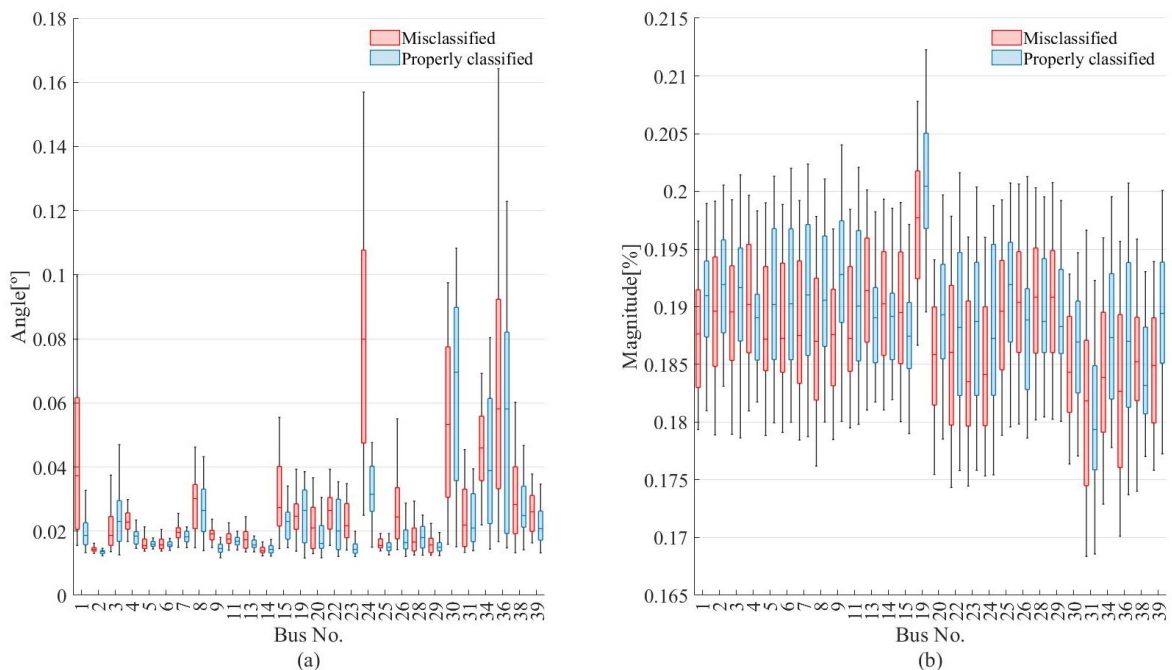 0.18
0.16
0.14
0.12
0.1
0.08
0.06
0.04
0.02
0
Angle[°]
Misclassified
Properly classified
1 2 3 4 5 6 7 8 9 11 13 14 15 19 20 22 23 24 25 26 28 29 30 31 34 36 38 39
Bus No.
(a)
0.215
0.21
0.205
0.2
0.195
0.19
0.185
0.18
0.175
0.17
0.165
Magnitude[%]
Misclassified
Properly classified
1 2 3 4 5 6 7 8 9 11 13 14 15 19 20 22 23 24 25 26 28 29 30 31 34 36 38 39
Bus No.
(b)